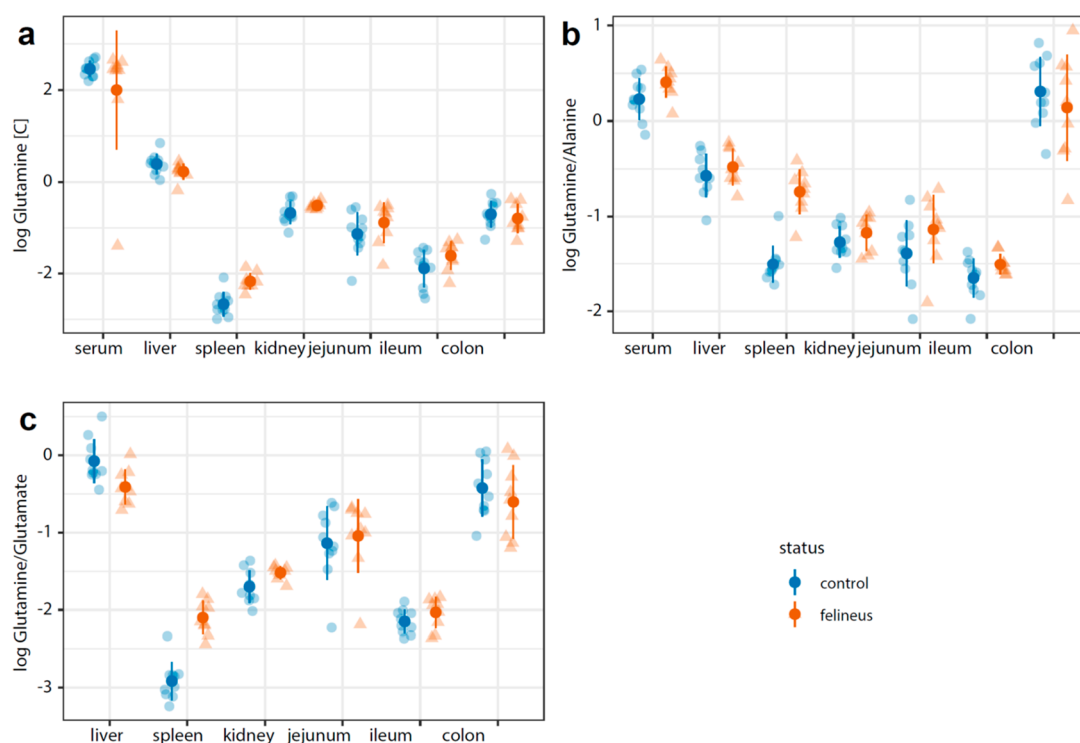 a
log Glutamine [C]
2
0
-2
serum liver spleen kidney jejunum ileum colon
b
log Glutamine/Alanine
1
0
-1
-2
serum liver spleen kidney jejunum ileum colon
c
log Glutamine/Glutamate
0
-1
-2
-3
liver spleen kidney jejunum ileum colon
status
control
felineus